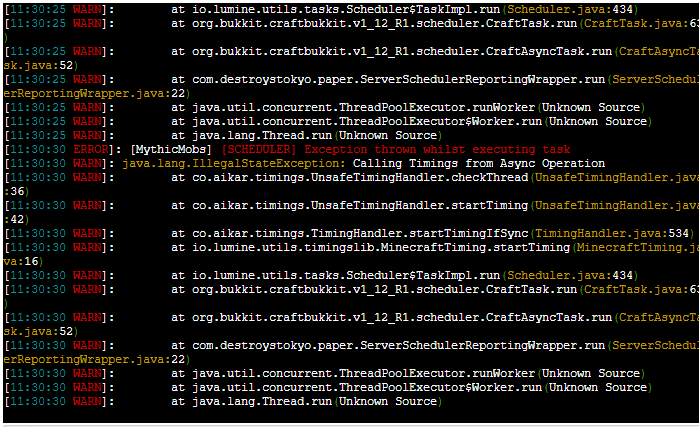 [11:30:25 WARN]:        at io.lumine.utils.tasks.Scheduler$TaskImpl.run(Scheduler.java:434)
[11:30:25 WARN]:        at org.bukkit.craftbukkit.v1_12_R1.scheduler.CraftTask.run(CraftTask.java:63
)
[11:30:25 WARN]:        at org.bukkit.craftbukkit.v1_12_R1.scheduler.CraftAsyncTask.run(CraftAsyncTa
sk.java:52)
[11:30:25 WARN]:        at com.destroystokyo.paper.ServerSchedulerReportingWrapper.run(ServerSchedul
erReportingWrapper.java:22)
[11:30:25 WARN]:        at java.util.concurrent.ThreadPoolExecutor.runWorker(Unknown Source)
[11:30:25 WARN]:        at java.util.concurrent.ThreadPoolExecutor$Worker.run(Unknown Source)
[11:30:25 WARN]:        at java.lang.Thread.run(Unknown Source)
[11:30:30 ERROR]: [MythicMobs] [SCHEDULER] Exception thrown whilst executing task
[11:30:30 WARN]: java.lang.IllegalStateException: Calling Timings from Async Operation
[11:30:30 WARN]:        at co.aikar.timings.UnsafeTimingHandler.checkThread(UnsafeTimingHandler.java
:36)
[11:30:30 WARN]:        at co.aikar.timings.UnsafeTimingHandler.startTiming(UnsafeTimingHandler.java
:42)
[11:30:30 WARN]:        at co.aikar.timings.TimingHandler.startTimingIfSync(TimingHandler.java:534)
[11:30:30 WARN]:        at io.lumine.utils.timingslib.MinecraftTiming.startTiming(MinecraftTiming.ja
va:16)
[11:30:30 WARN]:        at io.lumine.utils.tasks.Scheduler$TaskImpl.run(Scheduler.java:434)
[11:30:30 WARN]:        at org.bukkit.craftbukkit.v1_12_R1.scheduler.CraftTask.run(CraftTask.java:63
)
[11:30:30 WARN]:        at org.bukkit.craftbukkit.v1_12_R1.scheduler.CraftAsyncTask.run(CraftAsyncTa
sk.java:52)
[11:30:30 WARN]:        at com.destroystokyo.paper.ServerSchedulerReportingWrapper.run(ServerSchedul
erReportingWrapper.java:22)
[11:30:30 WARN]:        at java.util.concurrent.ThreadPoolExecutor.runWorker(Unknown Source)
[11:30:30 WARN]:        at java.util.concurrent.ThreadPoolExecutor$Worker.run(Unknown Source)
[11:30:30 WARN]:        at java.lang.Thread.run(Unknown Source)